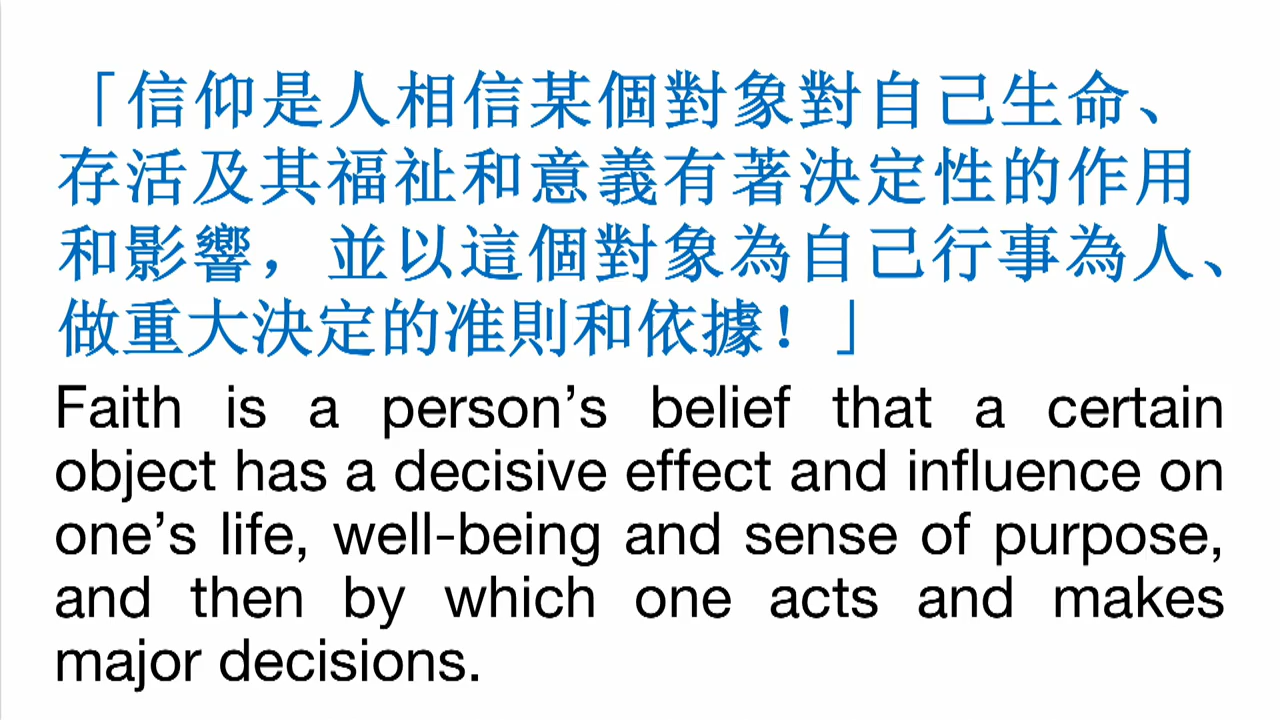 「信仰是人相信某個對象對自己生命、
存活及其福祉和意義有著決定性的作用
和影響，並以這個對象為自己行事為人、
做重大決定的准則和依據！」
Faith is a person’s belief that a certain
object has a decisive effect and influence on
one’s life, well-being and sense of purpose,
and then by which one acts and makes
major decisions.